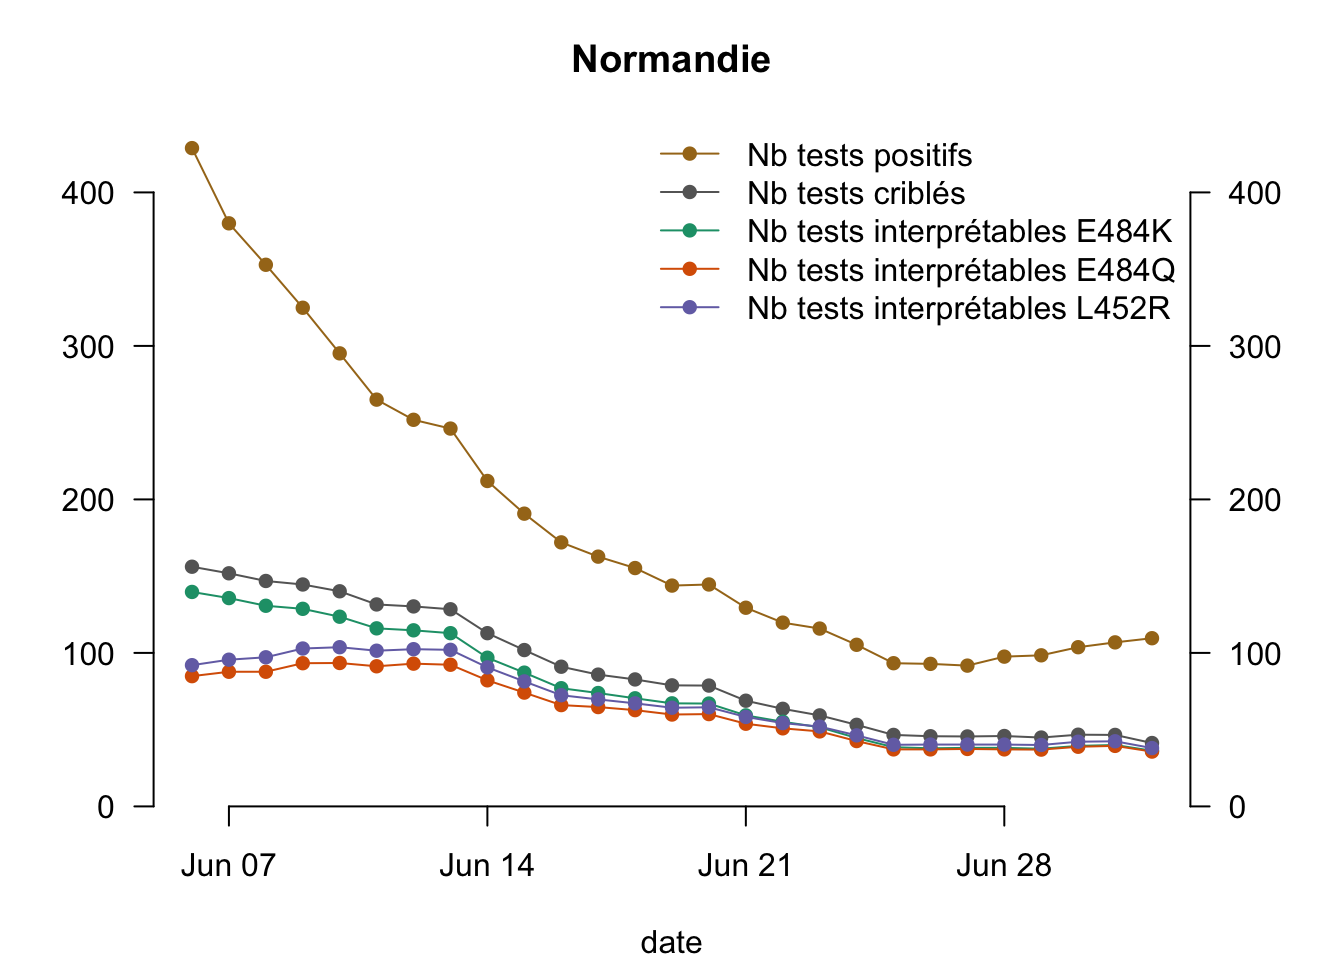 Normandie
Nb tests positifs
Nb tests criblés
Nb tests interprétables E484K
Nb tests interprétables E484Q
Nb tests interprétables L452R
400
300
200
100
0
400
300
200
100
0
Jun 07 Jun 14 Jun 21 Jun 28
date